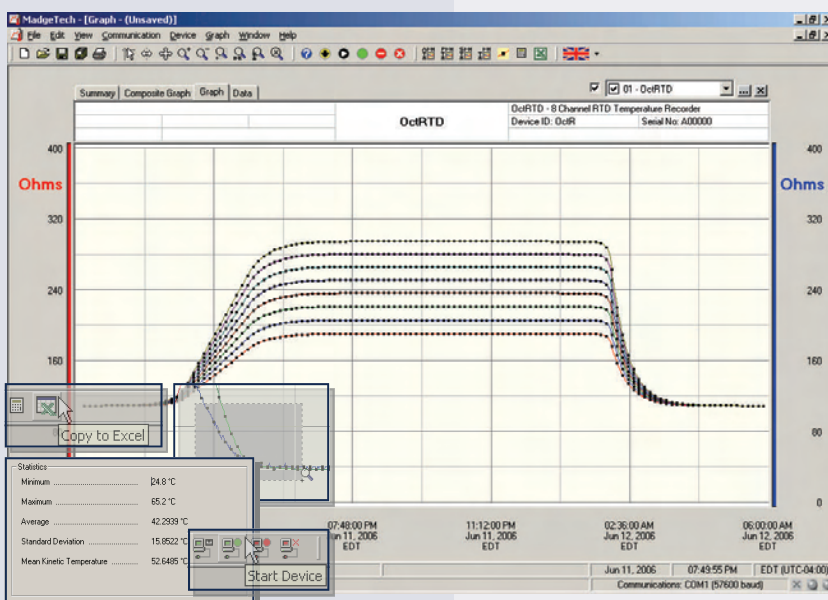 MadgeTech - [Graph - (Unsaved)]
File Edit View Communication Device Graph Window Help
Summary Composite Graph Graph Data
01 - OctRTD
OctRTD
OctRTD - 8 Channel RTD Temperature Recorder
Device ID: OctR Serial No: A00000
400 400
Ohms Ohms
320 320
240 240
160 160
80
0
Copy to Excel
Statistics
Minimum 24.8 °C
Maximum 65.2 °C
Average 42.2939 °C
Standard Deviation 15.8522 °C
Mean Kinetic Temperature 52.6485 °C
Start Device
07:48:00 PM 11:12:00 PM 02:36:00 AM 06:00:00 AM
un 11, 2006 Jun 11, 2006 Jun 12, 2006 Jun 12, 2006
EDT EDT EDT EDT
Jun 11, 2006 07:49:55 PM EDT (UTC-04:00)
Communications: COM1 (57600 baud)